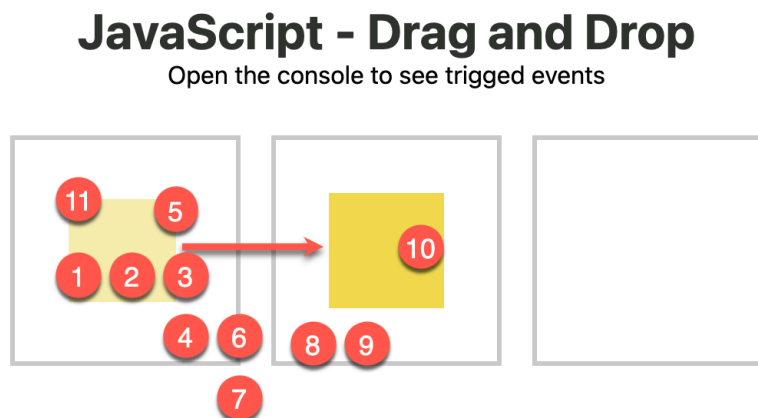 JavaScript - Drag and Drop
Open the console to see trigged events
11
5
10
1 2 3
4 6 8 9
7